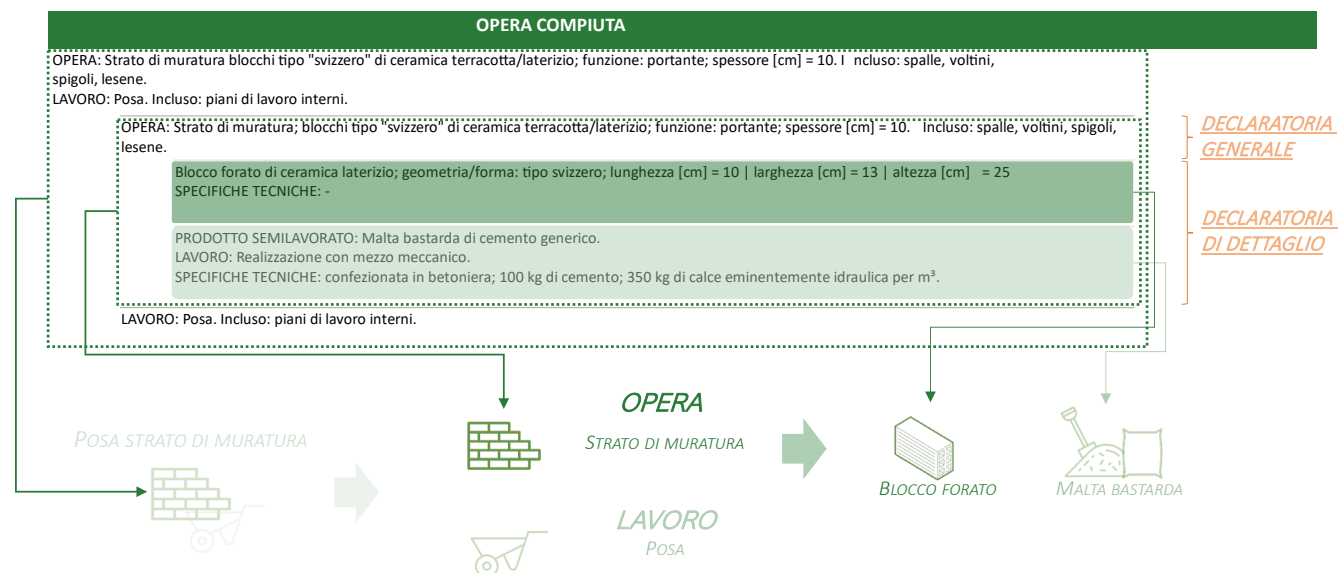 OPERA COMPIUTA
OPERA: Strato di muratura blocchi tipo "svizzero" di ceramica terracotta/laterizio; funzione: portante; spessore [cm] = 10. I ncluso: spalle, voltini,
spigoli, lesene.
LAVORO: Posa. Incluso: piani di lavoro interni.
OPERA: Strato di muratura; blocchi tipo "svizzero" di ceramica terracotta/laterizio; funzione: portante; spessore [cm] = 10. Incluso: spalle, voltini, spigoli,
lesene.
DECLARATORIA
GENERALE
Blocco forato di ceramica laterizio; geometria/forma: tipo svizzero; lunghezza [cm] = 10 | larghezza [cm] = 13 | altezza [cm] = 25
SPECIFICHE TECNICHE: -
DECLARATORIA
DI DETTAGLIO
PRODOTTO SEMILAVORATO: Malta bastarda di cemento generico.
LAVORO: Realizzazione con mezzo meccanico.
SPECIFICHE TECNICHE: confezionata in betoniera; 100 kg di cemento; 350 kg di calce eminentemente idraulica per m³.
LAVORO: Posa. Incluso: piani di lavoro interni.
OPERA
POSA STRATO DI MURATURA
STRATO DI MURATURA
BLOCCO FORATO
MALTA BASTARDA
LAVORO
POSA